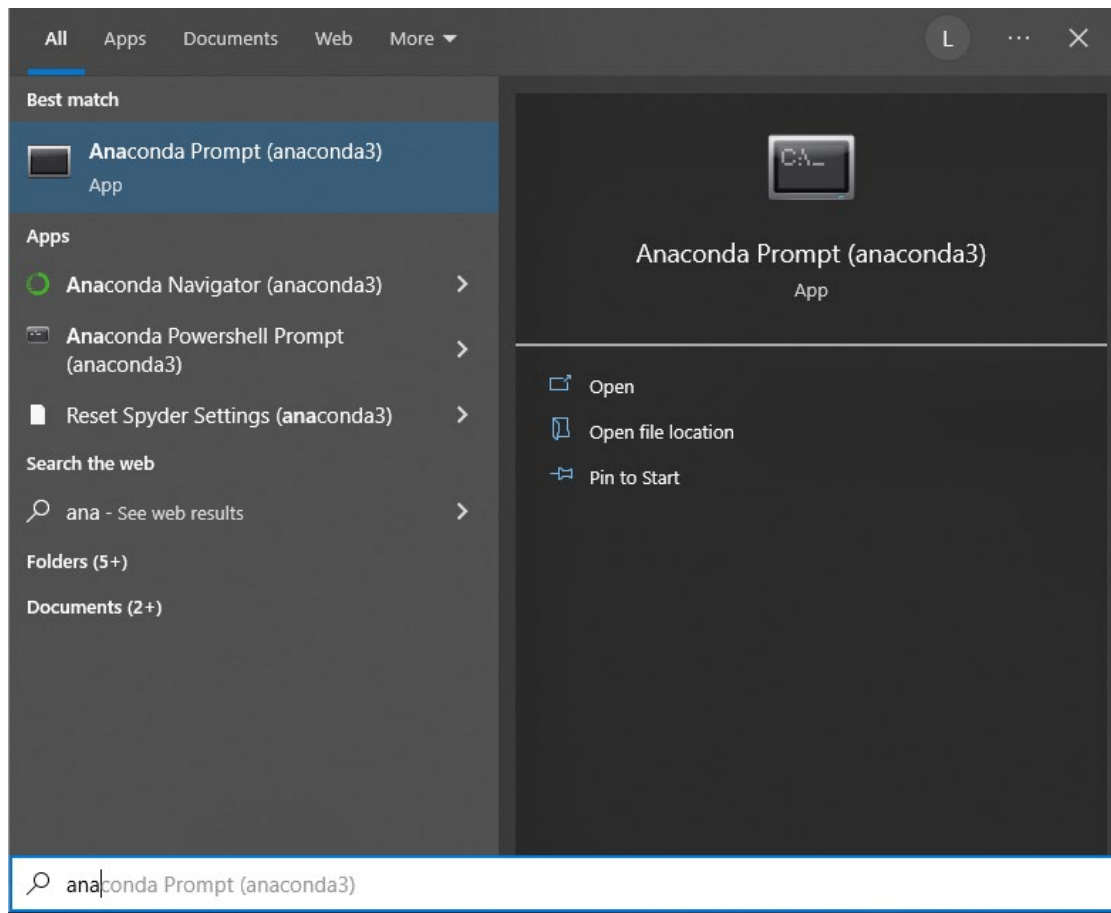 All Apps Documents Web More L ...
Best match
Anaconda Prompt (anaconda3)
App
Apps
Anaconda Navigator (anaconda3)
Anaconda Powershell Prompt
(anaconda3)
Reset Spyder Settings (anaconda3)
Search the web
ana - See web results
Folders (5+)
Documents (2+)
C:\_
Anaconda Prompt (anaconda3)
App
Open
Open file location
Pin to Start
anaconda Prompt (anaconda3)